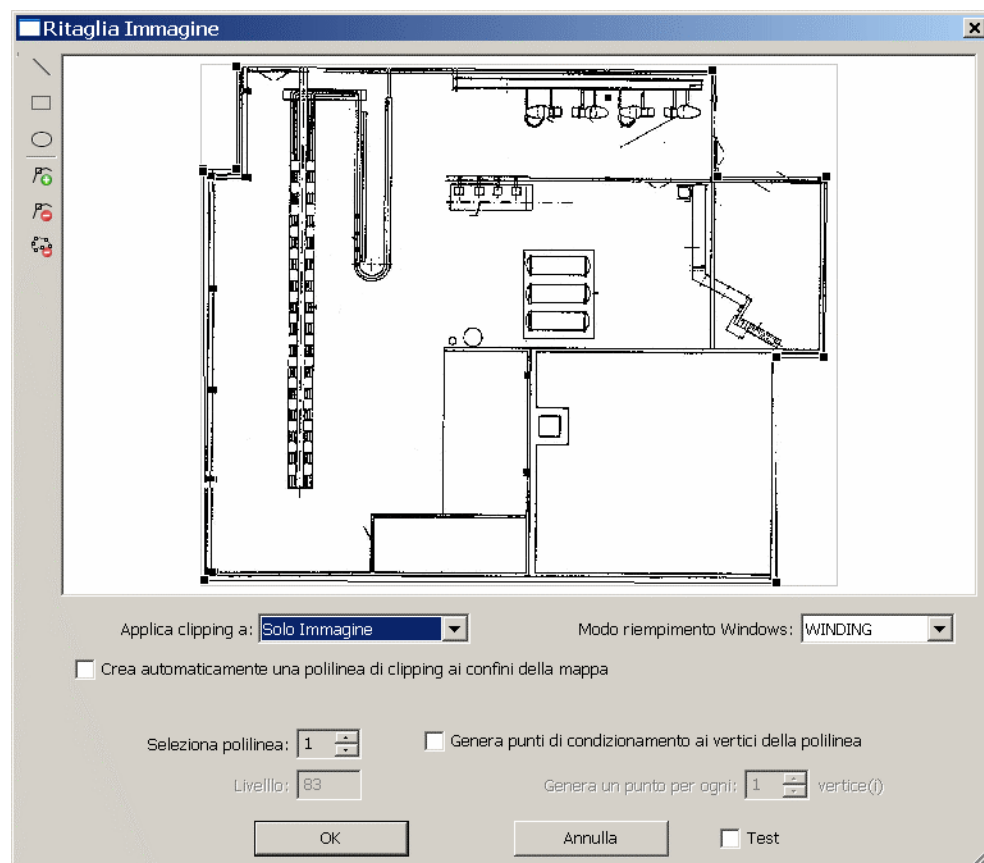 Ritaglia Immagine
Applica clipping a: Solo Immagine Modo riempimento Windows: WINDING
Crea automaticamente una polilinea di clipping ai confini della mappa
Seleziona polilinea: 1 Genera punti di condizionamento ai vertici della polilinea
Livelllo: 83 Genera un punto per ogni: 1 vertice(i)
OK Annulla Test